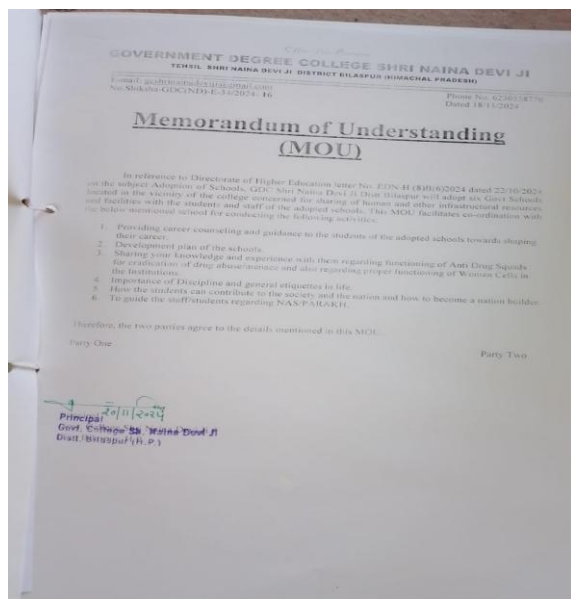 GOVERNMENT DEGREE COLLEGE SHRI NAINA DEVI JI
TEHSIL SHRI NAINA DEVI JI DISTRICT BILASPUR (HIMACHAL PRADESH)
Phone No.
No.Shiksha-GDC(ND)-E-34/2024- 16
Dated 18/11/2024
Memorandum of Understanding
(MOU)
In reference to Directorate of Higher Education letter No. EDN-H dated 22/10/2024
on the subject Adoption of Schools, GDC Shri Naina Devi Ji Distt Bilaspur will adopt six Govt Schools
located in the vicinity of the college concerned for sharing of human and other infrastructural resources
and facilities with the students and staff of the adopted schools. This MOU facilitates co-ordination with
the below mentioned school for conducting the following activities:
1. Providing career counseling and guidance to the students of the adopted schools towards shaping
their career.
2. Development plan of the schools.
3. Sharing your knowledge and experience with them regarding functioning of Anti Drug Squads
for eradication of drug abuse/menace and also regarding proper functioning of Women Cells in
the Institutions.
4. Importance of Discipline and general etiquettes in life.
5. How the students can contribute to the society and the nation and how to become a nation builder.
6. To guide the staff/students regarding NAS/PARAKH.
Therefore, the two parties agree to the details mentioned in this MOU.
Party One
Party Two
20/11/2024
Principal
Govt. College Sh. Naina Devi Ji
Distt. Bilaspur (H.P.)